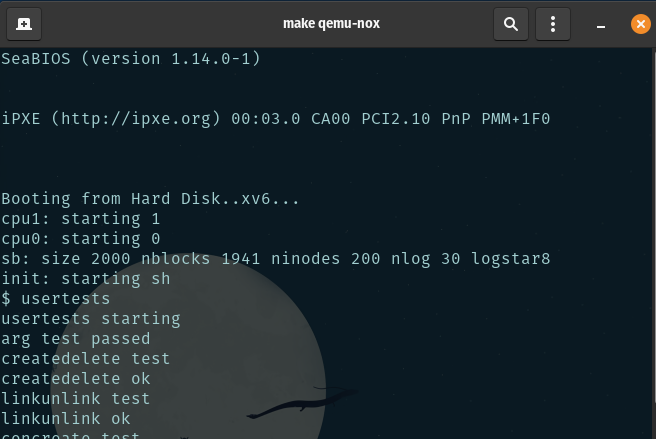 make qemu-nox
SeaBIOS (version 1.14.0-1)
iPXE (http://ipxe.org) 00:03.0 CA00 PCI2.10 PnP PMM+1F0
Booting from Hard Disk..xv6...
cpu1: starting 1
cpu0: starting 0
sb: size 2000 nblocks 1941 ninodes 200 nlog 30 logstar8
init: starting sh
$ usertests
usertests starting
arg test passed
createdelete test
createdelete ok
linkunlink test
linkunlink ok
concreate test